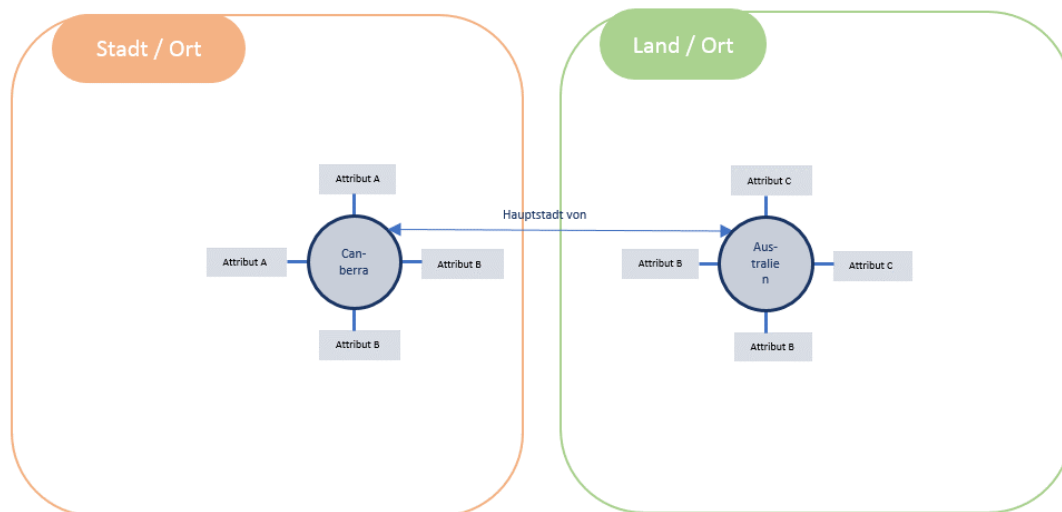 Stadt / Ort
Land / Ort
Attribut A
Attribut C
Hauptstadt von
Can-
berra
Aus-
tralie
n
Attribut A
Attribut B
Attribut B
Attribut C
Attribut B
Attribut B